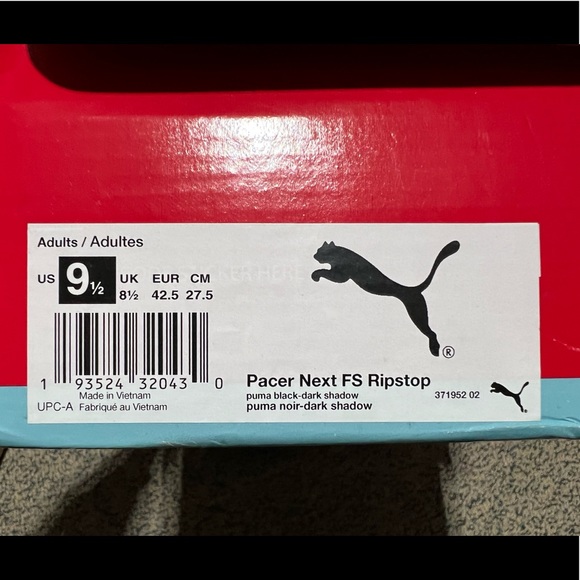 Adults / Adultes
US 9½ UK EUR CM
8½ 42.5 27.5
1 93524 32043 0
Made in Vietnam
UPC-A Fabriqué au Vietnam
®
Pacer Next FS Ripstop
puma black-dark shadow 371952 02
puma noir-dark shadow